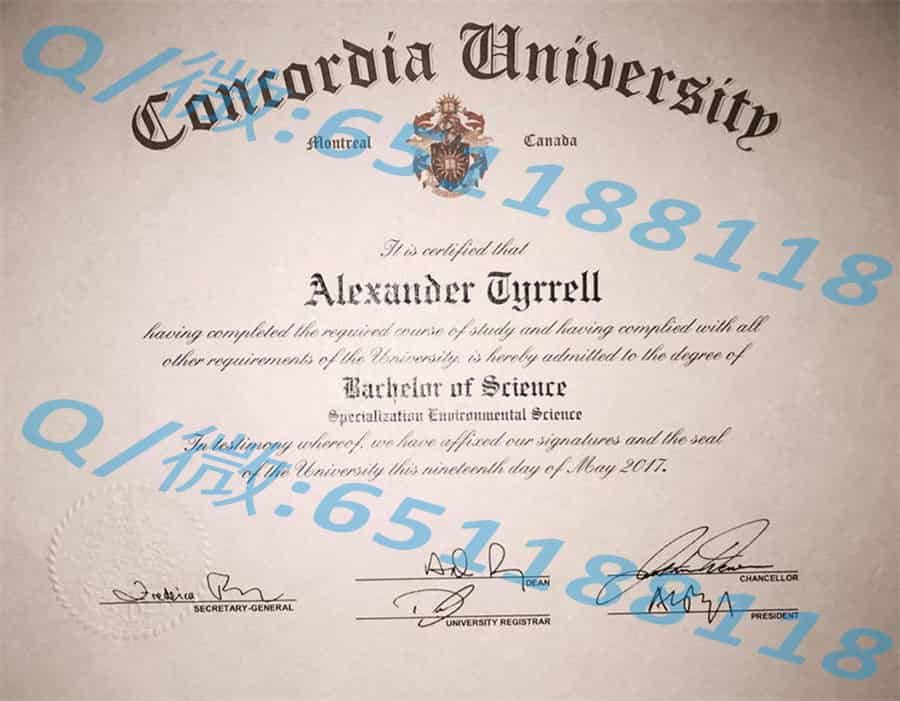 Concordia University
Montreal Canada
Q/微:651188118
It is certified that
Alexander Tyrrell
having completed the required course of study and having complied with all
other requirements of the University, is hereby admitted to the degree of
Bachelor of Science
Specialization Environmental Science
In testimony whereof, we have affixed our signatures and the seal
of the University this nineteenth day of May 2017.
Q/微:651188118
SECRETARY-GENERAL
DEAN
UNIVERSITY REGISTRAR
CHANCELLOR
PRESIDENT